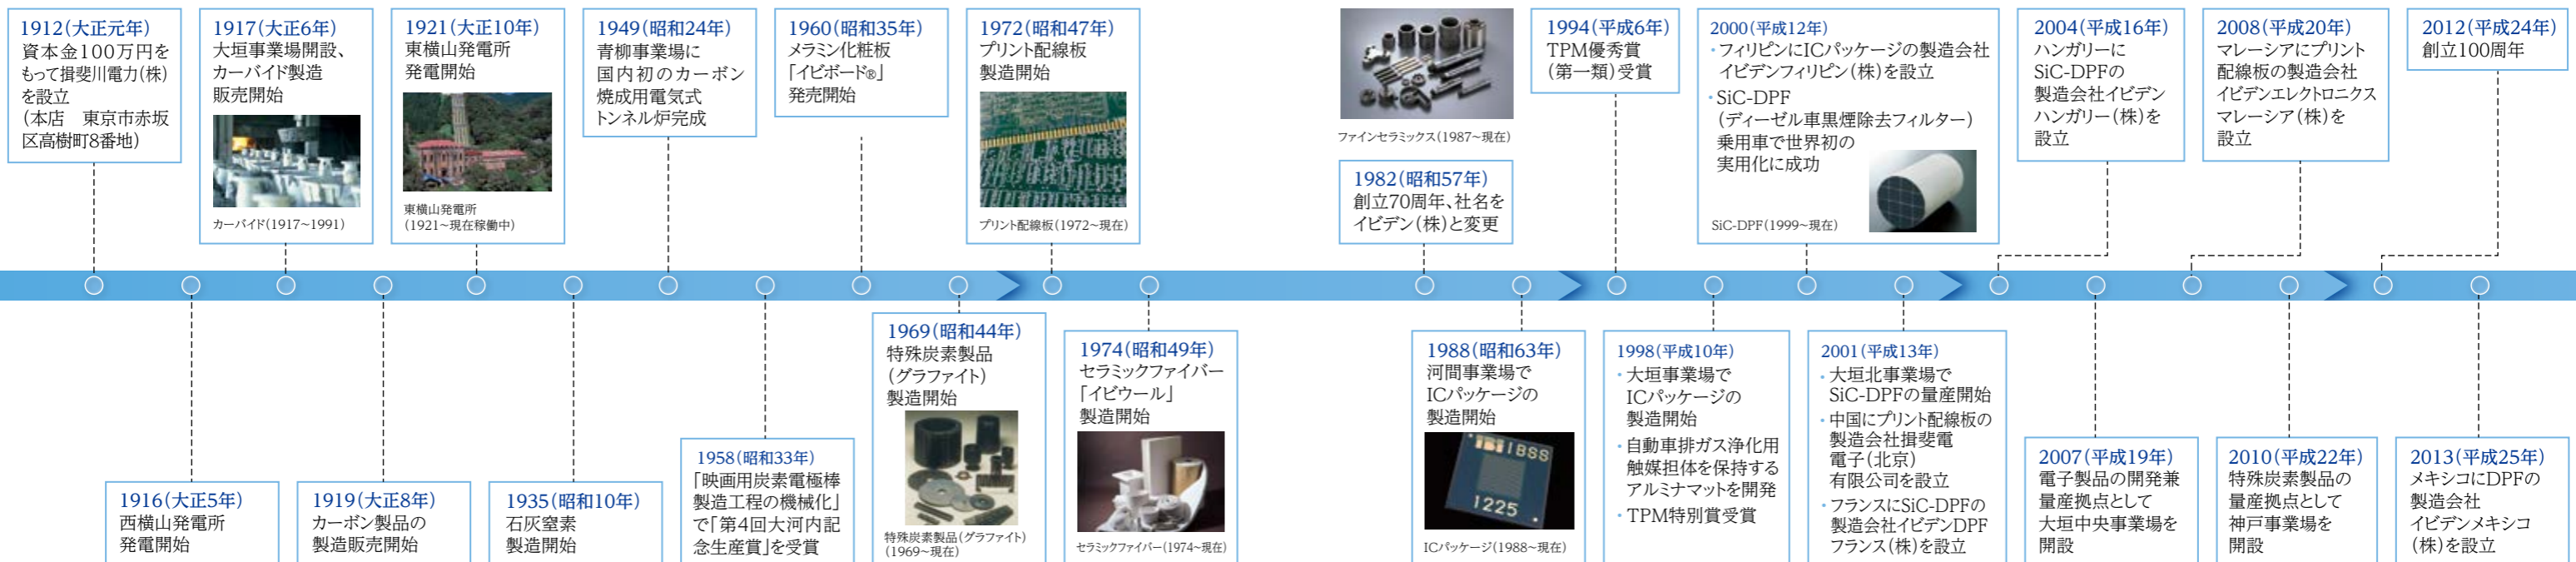 1912(大正元年)
資本金100万円を
もって揖斐川電力(株)
を設立
(本店　東京市赤坂
区高樹町8番地)
1916(大正5年)
西横山発電所
発電開始
1917(大正6年)
大垣事業場開設、
カーバイド製造
販売開始
カーバイド(1917~1991)
1919(大正8年)
カーボン製品の
製造販売開始
1921(大正10年)
東横山発電所
発電開始
東横山発電所
(1921~現在稼働中)
1935(昭和10年)
石灰窒素
製造開始
1949(昭和24年)
青柳事業場に
国内初のカーボン
焼成用電気式
トンネル炉完成
1958(昭和33年)
「映画用炭素電極棒
製造工程の機械化」
で「第4回大河内記
念生産賞」を受賞
1960(昭和35年)
メラミン化粧板
「イビボード®」
発売開始
1969(昭和44年)
特殊炭素製品
(グラファイト)
製造開始
特殊炭素製品(グラファイト)
(1969~現在)
1972(昭和47年)
プリント配線板
製造開始
プリント配線板(1972~現在)
1974(昭和49年)
セラミックファイバー
「イビウール」
製造開始
セラミックファイバー(1974~現在)
ファインセラミックス(1987~現在)
1982(昭和57年)
創立70周年、社名を
イビデン(株)と変更
1988(昭和63年)
河間事業場で
ICパッケージの
製造開始
IBIIBSS
1225
ICパッケージ(1988~現在)
1994(平成6年)
TPM優秀賞
(第一類)受賞
1998(平成10年)
・大垣事業場で
ICパッケージの
製造開始
・自動車排ガス浄化用
触媒担体を保持する
アルミナマットを開発
・TPM特別賞受賞
2000(平成12年)
・フィリピンにICパッケージの製造会社
イビデンフィリピン(株)を設立
・SiC-DPF
(ディーゼル車黒煙除去フィルター)
乗用車で世界初の
実用化に成功
SiC-DPF(1999~現在)
2001(平成13年)
・大垣北事業場で
SiC-DPFの量産開始
・中国にプリント配線板の
製造会社揖斐電
電子(北京)
有限公司を設立
・フランスにSiC-DPFの
製造会社イビデンDPF
フランス(株)を設立
2004(平成16年)
ハンガリーに
SiC-DPFの
製造会社イビデン
ハンガリー(株)を
設立
2007(平成19年)
電子製品の開発兼
量産拠点として
大垣中央事業場を
開設
2008(平成20年)
マレーシアにプリント
配線板の製造会社
イビデンエレクトロニクス
マレーシア(株)を
設立
2010(平成22年)
特殊炭素製品の
量産拠点として
神戸事業場を
開設
2012(平成24年)
創立100周年
2013(平成25年)
メキシコにDPFの
製造会社
イビデンメキシコ
(株)を設立